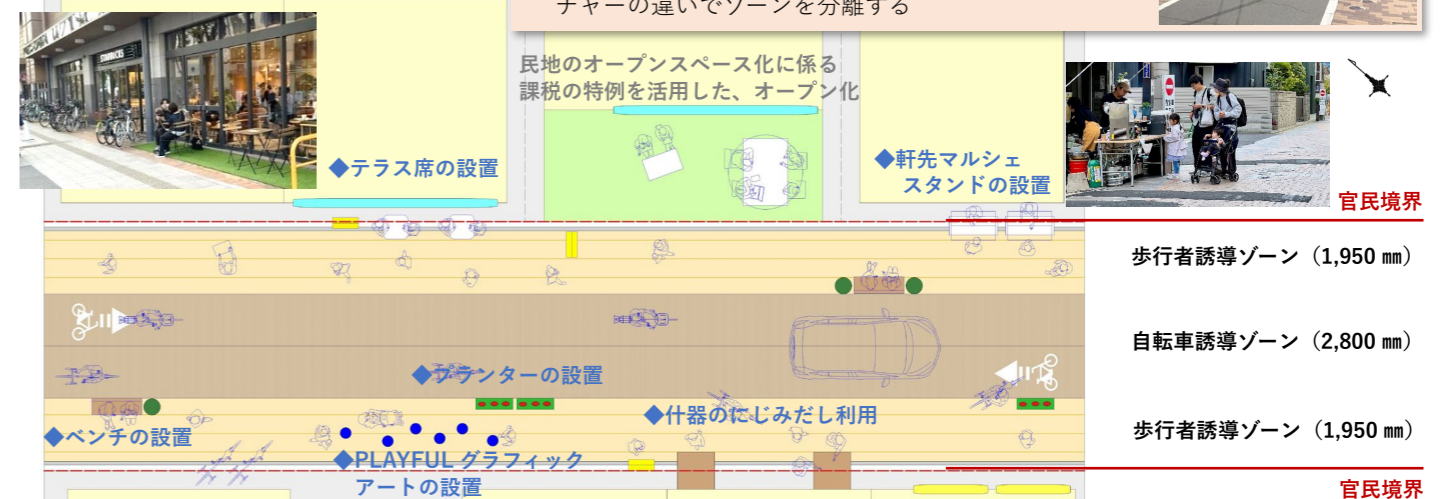 チャーの違いでゾーンを分離する
STARBUCKS
民地のオープンスペース化に係る
課税の特例を活用した、オープン化
◆テラス席の設置
◆軒先マルシェ
スタンドの設置
官民境界
歩行者誘導ゾーン（1,950 ㎜）
自転車誘導ゾーン（2,800 ㎜）
◆プランターの設置
◆什器のにじみだし利用
◆ベンチの設置
歩行者誘導ゾーン（1,950 ㎜）
◆PLAYFUL グラフィック
アートの設置
官民境界